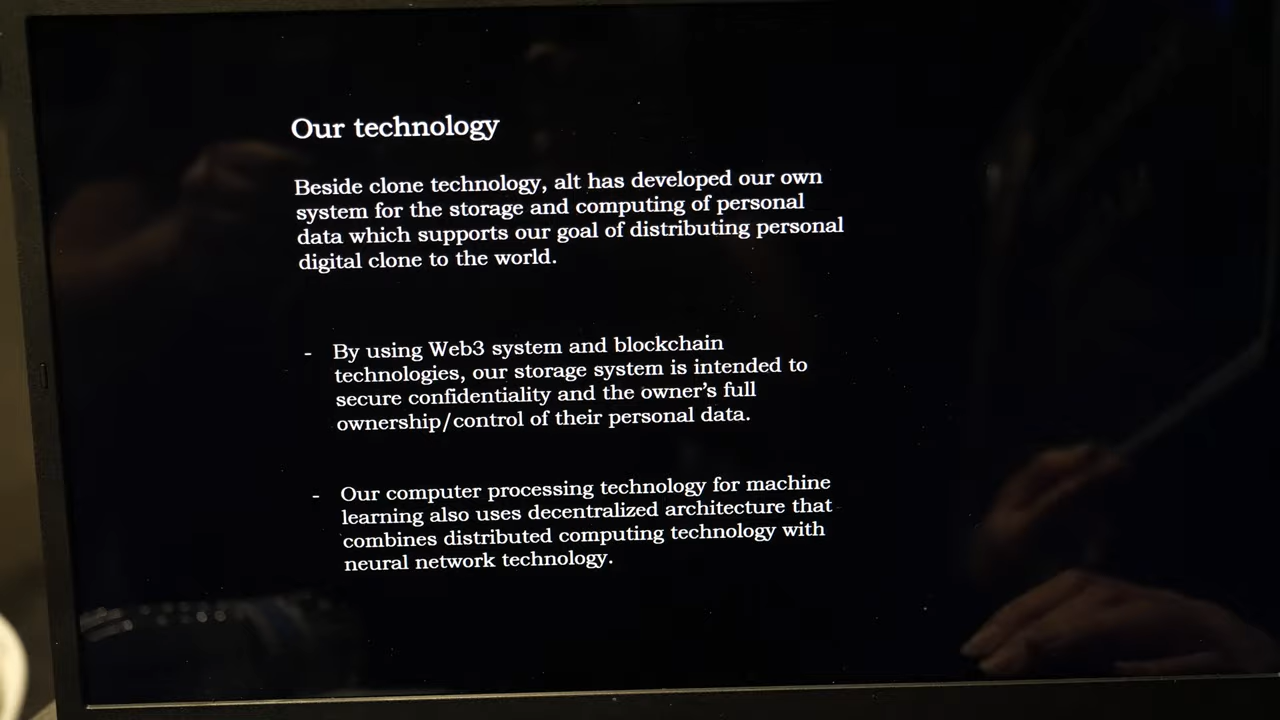 Our technology
Beside clone technology, alt has developed our own
system for the storage and computing of personal
data which supports our goal of distributing personal
digital clone to the world.
- By using Web3 system and blockchain
technologies, our storage system is intended to
secure confidentiality and the owner's full
ownership/control of their personal data.
- Our computer processing technology for machine
learning also uses decentralized architecture that
combines distributed computing technology with
neural network technology.